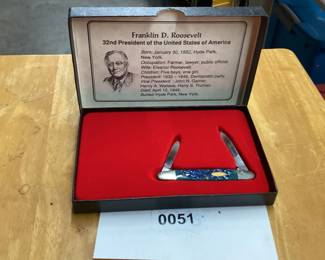 Franklin D. Roosevelt
32nd President of the United States of America
Born: January 30, 1882, Hyde Park,
New York.
Occupation: Farmer, lawyer, public official
Wife: Eleanor Roosevelt
Children: Five boys, one girl
President: 1933 - 1945, Democratic party
Vice-President: John N. Garner,
Henry A. Wallace, Harry S. Truman
Died: April 12, 1945
Buried: Hyde Park, New York
0051